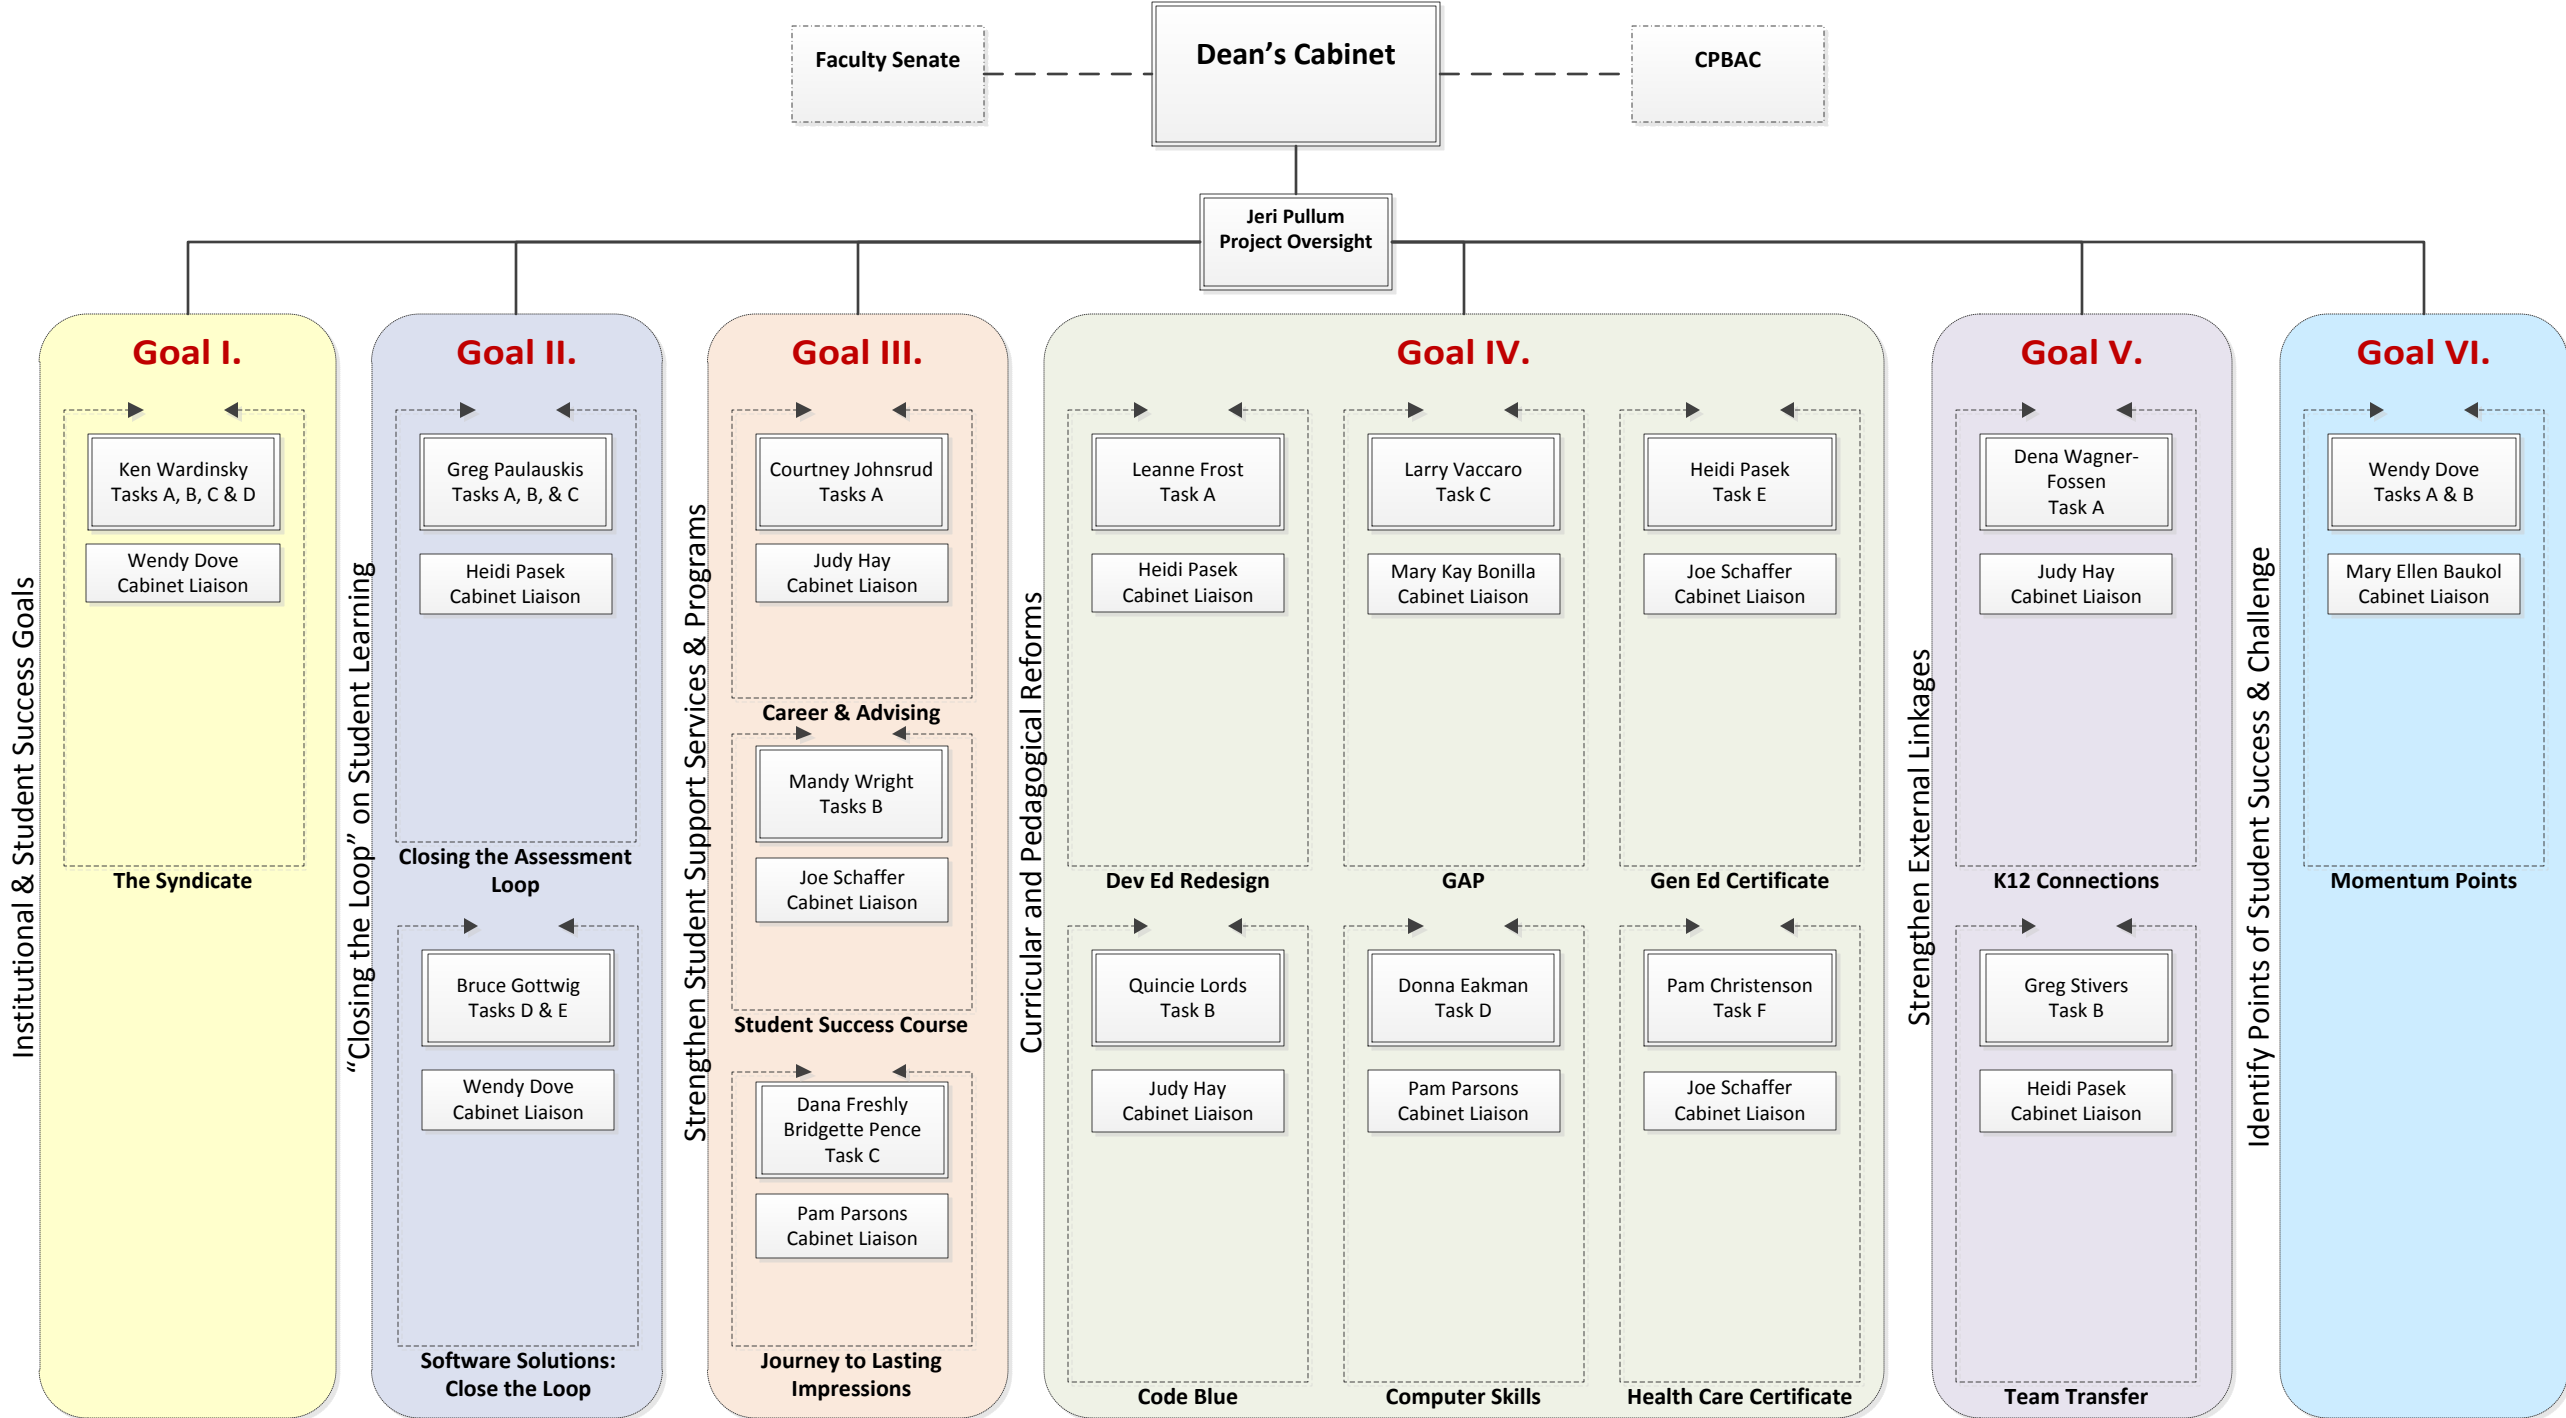 Faculty Senate
Dean's Cabinet
CPBAC
Jeri Pullum
Project Oversight
Institutional & Student Success Goals
Goal I.
Ken Wardinsky
Tasks A, B, C & D
Wendy Dove
Cabinet Liaison
The Syndicate
"Closing the Loop" on Student Learning
Goal II.
Greg Paulauskis
Tasks A, B, & C
Heidi Pasek
Cabinet Liaison
Closing the Assessment
Loop
Bruce Gottwig
Tasks D & E
Wendy Dove
Cabinet Liaison
Software Solutions:
Close the Loop
Strengthen Student Support Services & Programs
Goal III.
Courtney Johnsrud
Tasks A
Judy Hay
Cabinet Liaison
Career & Advising
Mandy Wright
Tasks B
Joe Schaffer
Cabinet Liaison
Student Success Course
Dana Freshly
Bridgette Pence
Task C
Pam Parsons
Cabinet Liaison
Journey to Lasting
Impressions
Curricular and Pedagogical Reforms
Goal IV.
Leanne Frost
Task A
Heidi Pasek
Cabinet Liaison
Dev Ed Redesign
Larry Vaccaro
Task C
Mary Kay Bonilla
Cabinet Liaison
GAP
Heidi Pasek
Task E
Joe Schaffer
Cabinet Liaison
Gen Ed Certificate
Quincie Lords
Task B
Judy Hay
Cabinet Liaison
Code Blue
Donna Eakman
Task D
Pam Parsons
Cabinet Liaison
Computer Skills
Pam Christenson
Task F
Joe Schaffer
Cabinet Liaison
Health Care Certificate
Strengthen External Linkages
Goal V.
Dena Wagner-
Fossen
Task A
Judy Hay
Cabinet Liaison
K12 Connections
Greg Stivers
Task B
Heidi Pasek
Cabinet Liaison
Team Transfer
Identify Points of Student Success & Challenge
Goal VI.
Wendy Dove
Tasks A & B
Mary Ellen Baukol
Cabinet Liaison
Momentum Points